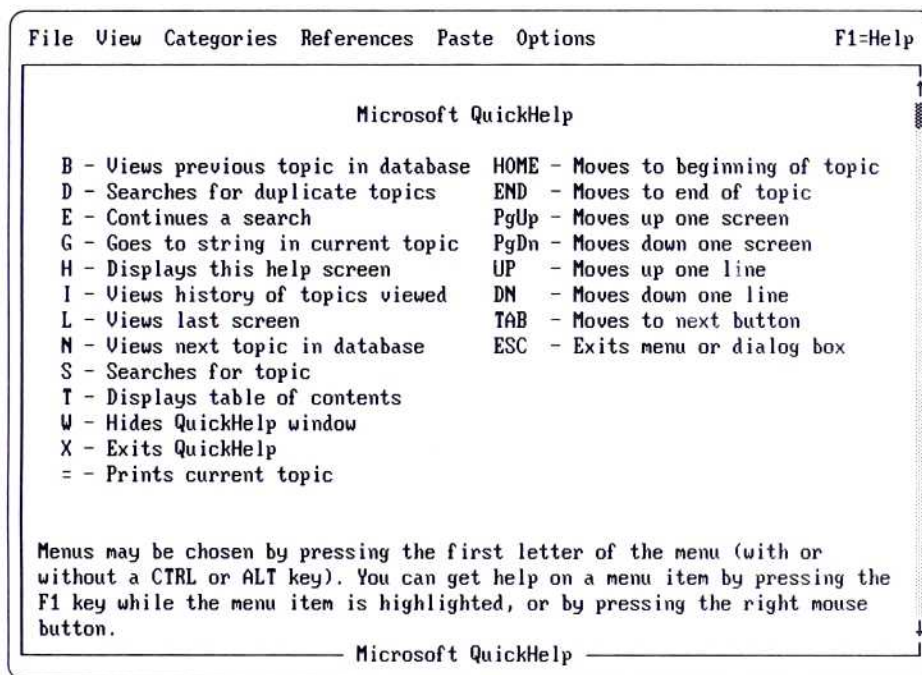 File View Categories References Paste Options F1=Help
Microsoft QuickHelp
B - Views previous topic in database HOME - Moves to beginning of topic
D - Searches for duplicate topics END - Moves to end of topic
E - Continues a search PgUp - Moves up one screen
G - Goes to string in current topic PgDn - Moves down one screen
H - Displays this help screen UP - Moves up one line
I - Views history of topics viewed DN - Moves down one line
L - Views last screen TAB - Moves to next button
N - Views next topic in database ESC - Exits menu or dialog box
S - Searches for topic
T - Displays table of contents
W - Hides QuickHelp window
X - Exits QuickHelp
= - Prints current topic
Menus may be chosen by pressing the first letter of the menu (with or
without a CTRL or ALT key). You can get help on a menu item by pressing the
F1 key while the menu item is highlighted, or by pressing the right mouse
button.
Microsoft QuickHelp